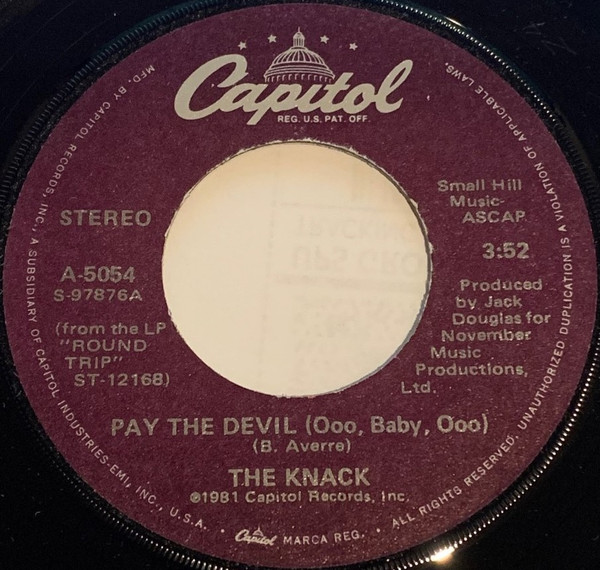 Capitol
REG. U.S. PAT. OFF.
STEREO
A-5054
S-97876A
(from the LP
"ROUND
TRIP"
ST-12168)
Small Hill
Music-
ASCAP
3:52
Produced
by Jack
Douglas for
November
Music
Productions,
Ltd.
PAY THE DEVIL (Ooo, Baby, Ooo)
(B. Averre)
THE KNACK
℗1981 Capitol Records, Inc.
MFD. BY CAPITOL RECORDS, INC., A SUBSIDIARY OF CAPITOL INDUSTRIES-EMI, INC., U.S.A. • Capitol MARCA REG. • ALL RIGHTS RESERVED. UNAUTHORIZED DUPLICATION IS A VIOLATION OF APPLICABLE LAWS.